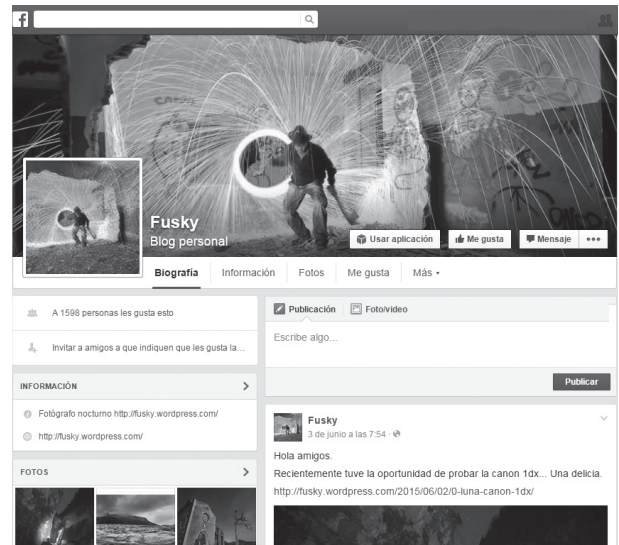 f
Fusky
Blog personal
Usar aplicación
Me gusta
Mensaje
Biografía
Información
Fotos
Me gusta
Más
A 1598 personas les gusta esto
Invitar a amigos a que indiquen que les gusta la...
INFORMACIÓN
Fotógrafo nocturno http://fusky.wordpress.com/
http://fusky.wordpress.com/
FOTOS
Publicación
Foto/vídeo
Escribe algo...
Publicar
Fusky
3 de junio a las 7:54
Hola amigos.
Recientemente tuve la oportunidad de probar la canon 1dx... Una delicia.
http://fusky.wordpress.com/2015/06/02/0-luna-canon-1dx/